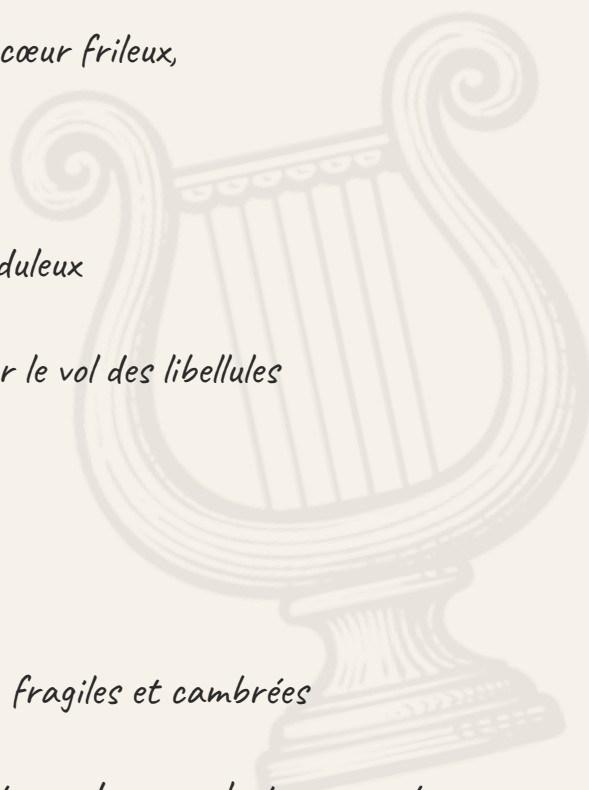 cœur frileux,
duleux
r le vol des libellules
fragiles et cambrées